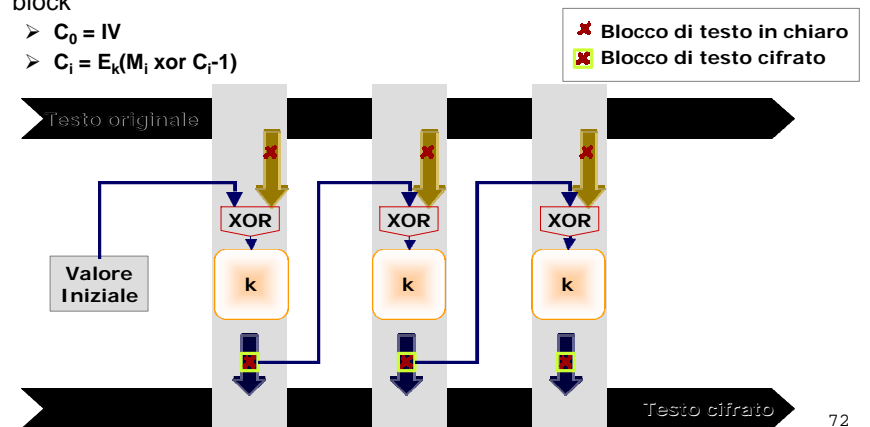 block
➢ C₀ = IV
➢ Cᵢ = Eₖ(Mᵢ xor Cᵢ-1)
Blocco di testo in chiaro
Blocco di testo cifrato
Testo originale
XOR
XOR
XOR
Valore
Iniziale
k
k
k
Testo cifrato
72